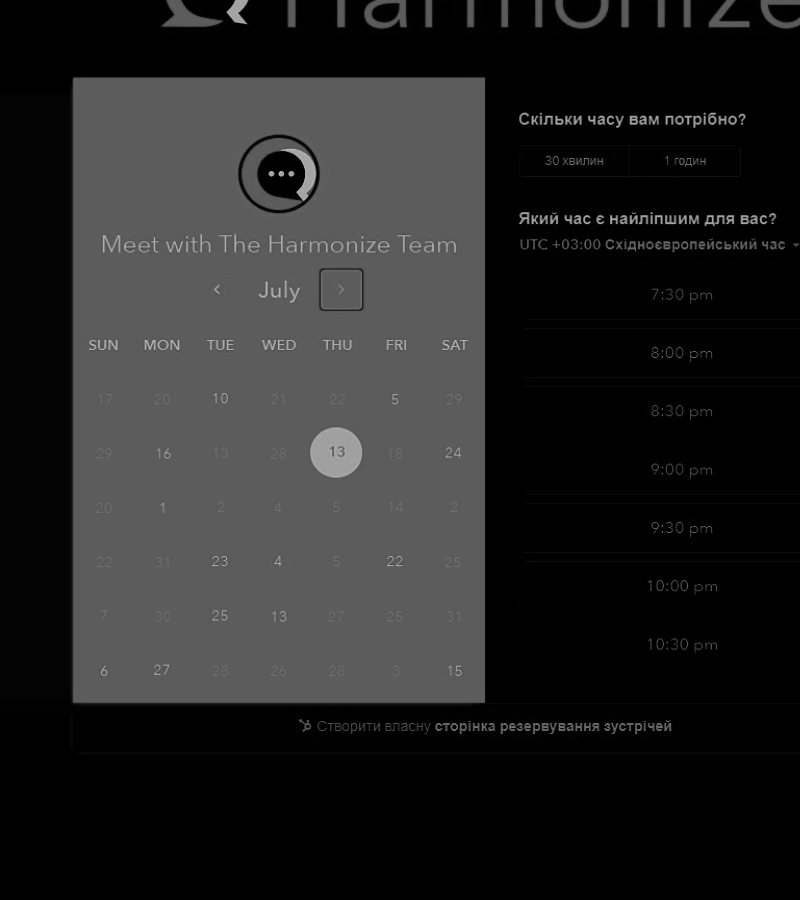 Harmonize
Meet with The Harmonize Team
July
SUN MON TUE WED THU FRI SAT
17 20 10 21 22 5 29
29 16 13 28 13 18 24
20 1 2 4 5 14 2
22 31 23 4 5 22 25
7 30 25 13 27 25 31
6 27 28 26 28 3 15
Скільки часу вам потрібно?
30 хвилин 1 годин
Який час є найліпшим для вас?
UTC +03:00 Східноєвропейський час
7:30 pm
8:00 pm
8:30 pm
9:00 pm
9:30 pm
10:00 pm
10:30 pm
Створити власну сторінка резервування зустрічей